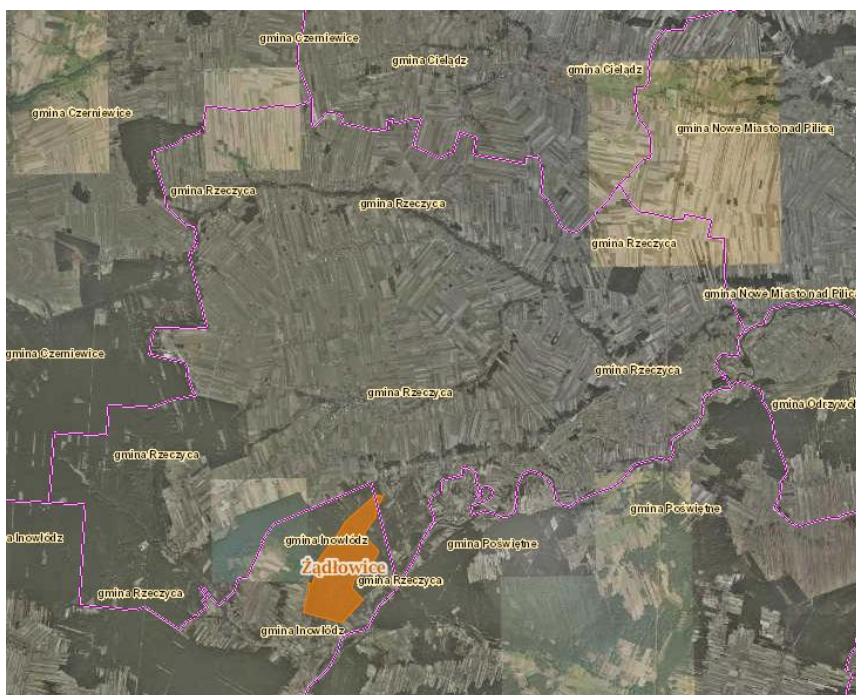 gmina Czerniewice
gmina Cielądz
gmina Cielądz
gmina Czerniewice
gmina Nowe Miasto nad Pilicą
gmina Rzeczyca
gmina Rzeczyca
gmina Rzeczyca
gmina Nowe Miasto nad Pilicą
gmina Czerniewice
gmina Rzeczyca
gmina Rzeczyca
gmina Odrzywół
gmina Rzeczyca
gmina Poświętne
a Inowłódz
gmina Inowłódz
gmina Poświętne
Żądłowice
gmina Rzeczyca
gmina Rzeczyca
gmina Inowłódz